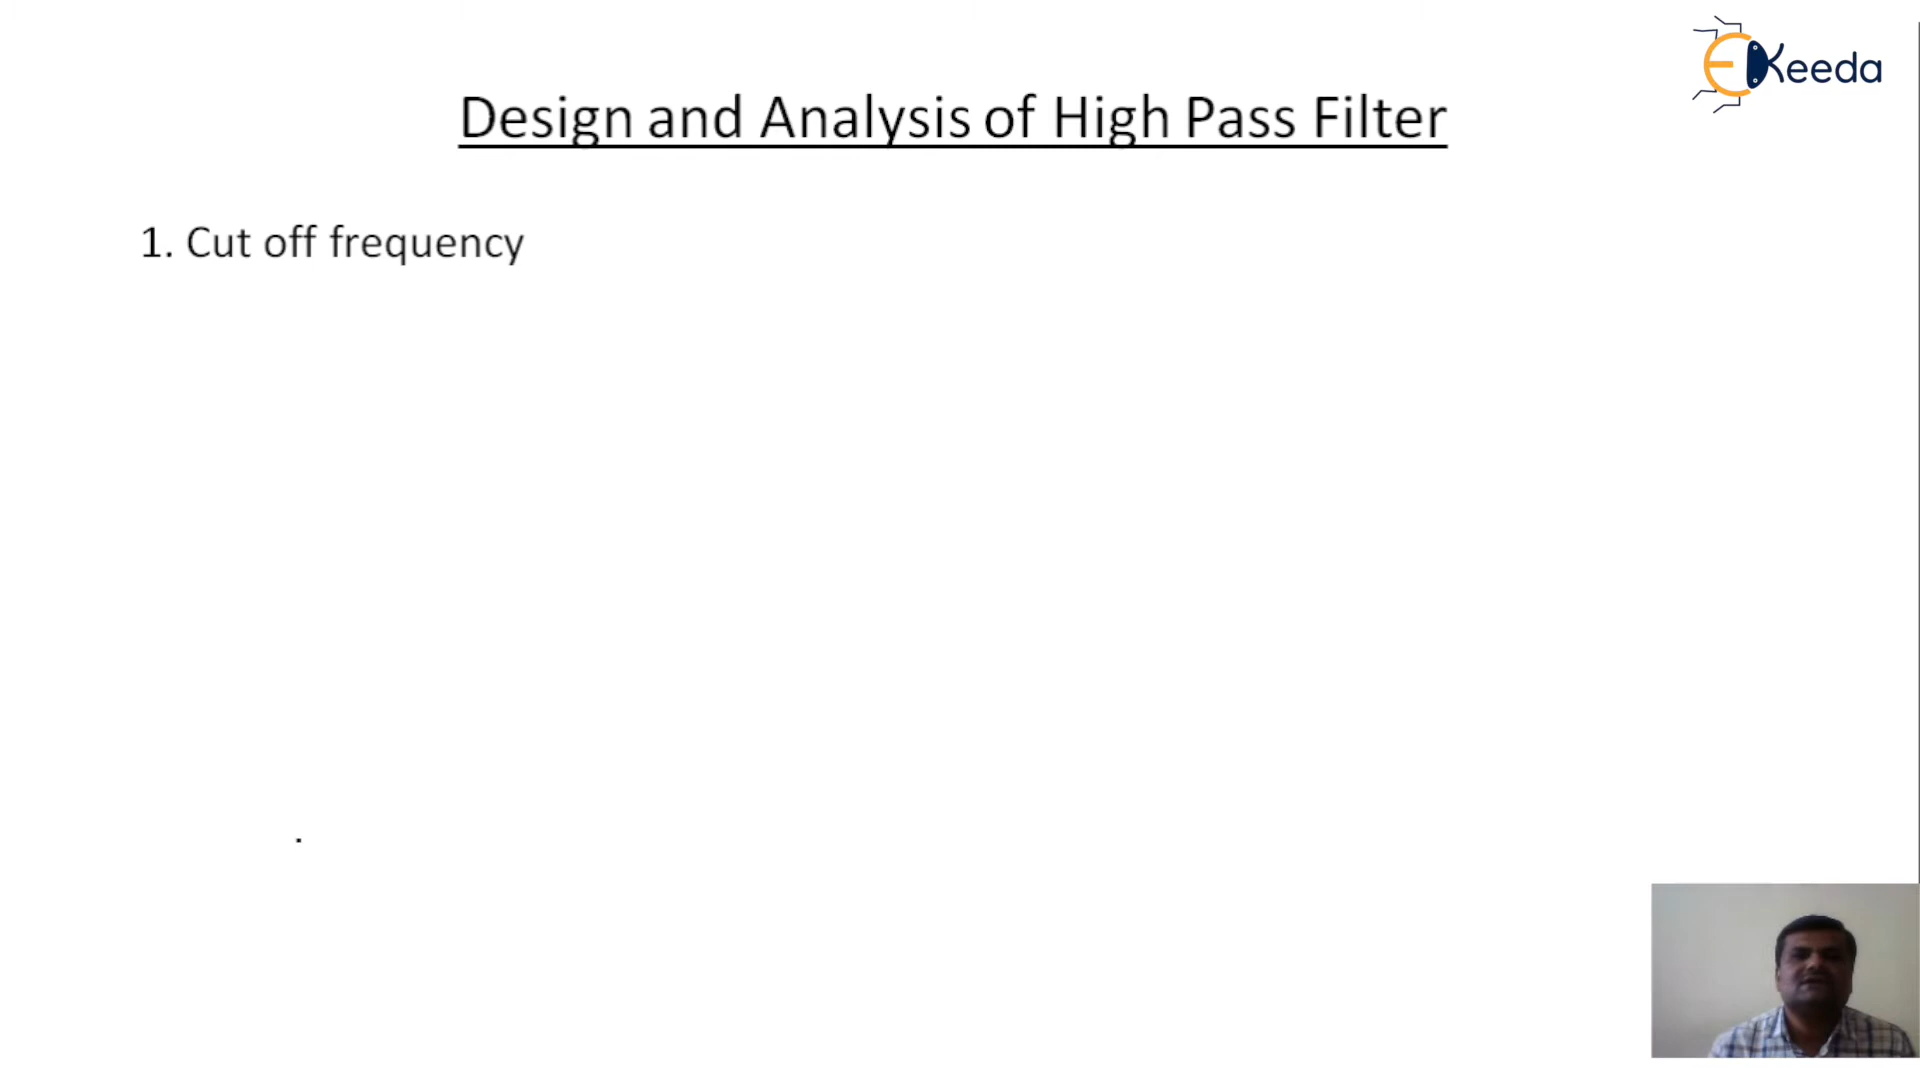 EKeeda
Design and Analysis of High Pass Filter
1. Cut off frequency
.